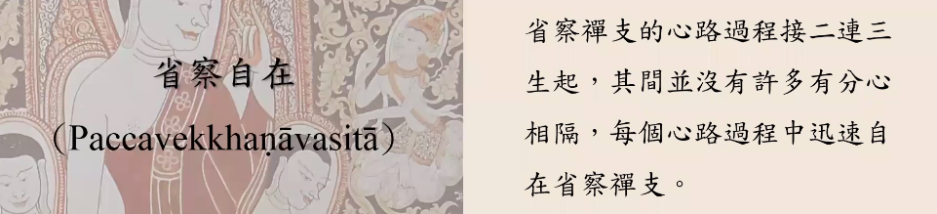 省察自在
（Paccavekkhaṇāvasitā）
省察禪支的心路過程接二連三
生起，其間並沒有許多有分心
相隔，每個心路過程中迅速自
在省察禪支。